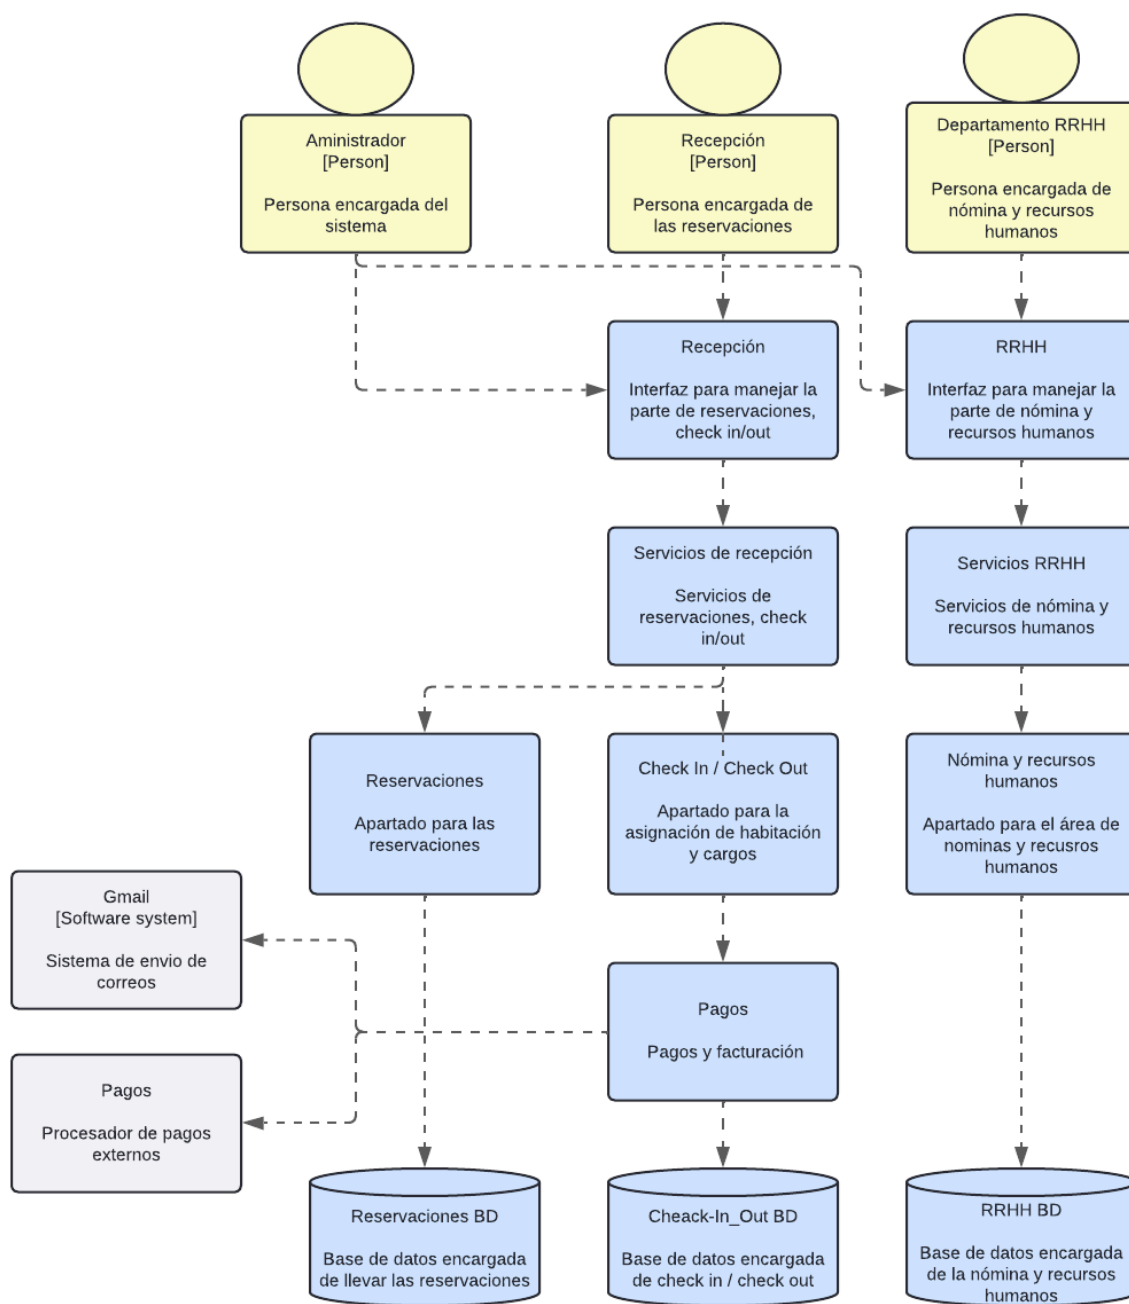 Aministrador
[Person]
Persona encargada del
sistema
Recepción
[Person]
Persona encargada de
las reservaciones
Departamento RRHH
[Person]
Persona encargada de
nómina y recursos
humanos
Recepción
Interfaz para manejar la
parte de reservaciones,
check in/out
RRHH
Interfaz para manejar la
parte de nómina y
recursos humanos
Servicios de recepción
Servicios de
reservaciones, check
in/out
Servicios RRHH
Servicios de nómina y
recursos humanos
Reservaciones
Apartado para las
reservaciones
Check In / Check Out
Apartado para la
asignación de habitación
y cargos
Nómina y recursos
humanos
Apartado para el área de
nominas y recusros
humanos
Gmail
[Software system]
Sistema de envio de
correos
Pagos
Pagos y facturación
Pagos
Procesador de pagos
externos
Reservaciones BD
Base de datos encargada
de llevar las reservaciones
Cheack-In_Out BD
Base de datos encargada
de check in / check out
RRHH BD
Base de datos encargada
de la nómina y recursos
humanos